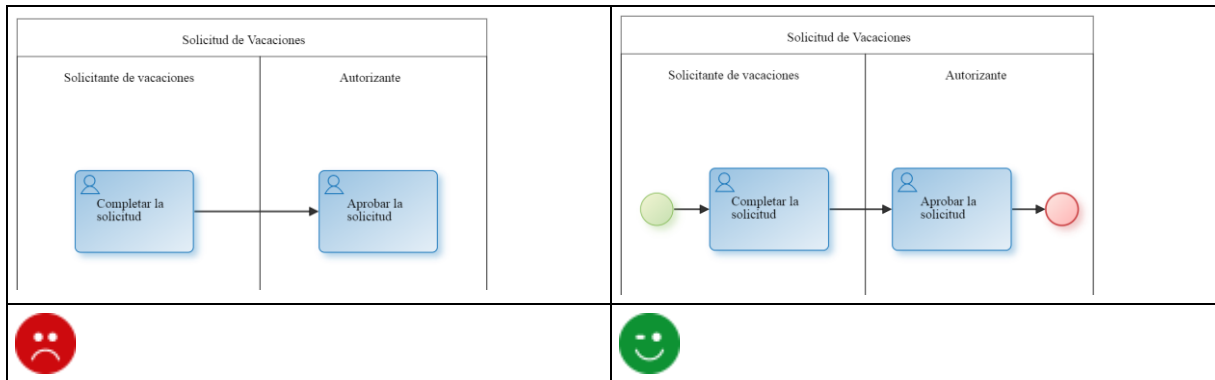 Solicitud de Vacaciones
Solicitante de vacaciones
Autorizante
Completar la
solicitud
Aprobar la
solicitud
Solicitud de Vacaciones
Solicitante de vacaciones
Autorizante
Completar la
solicitud
Aprobar la
solicitud